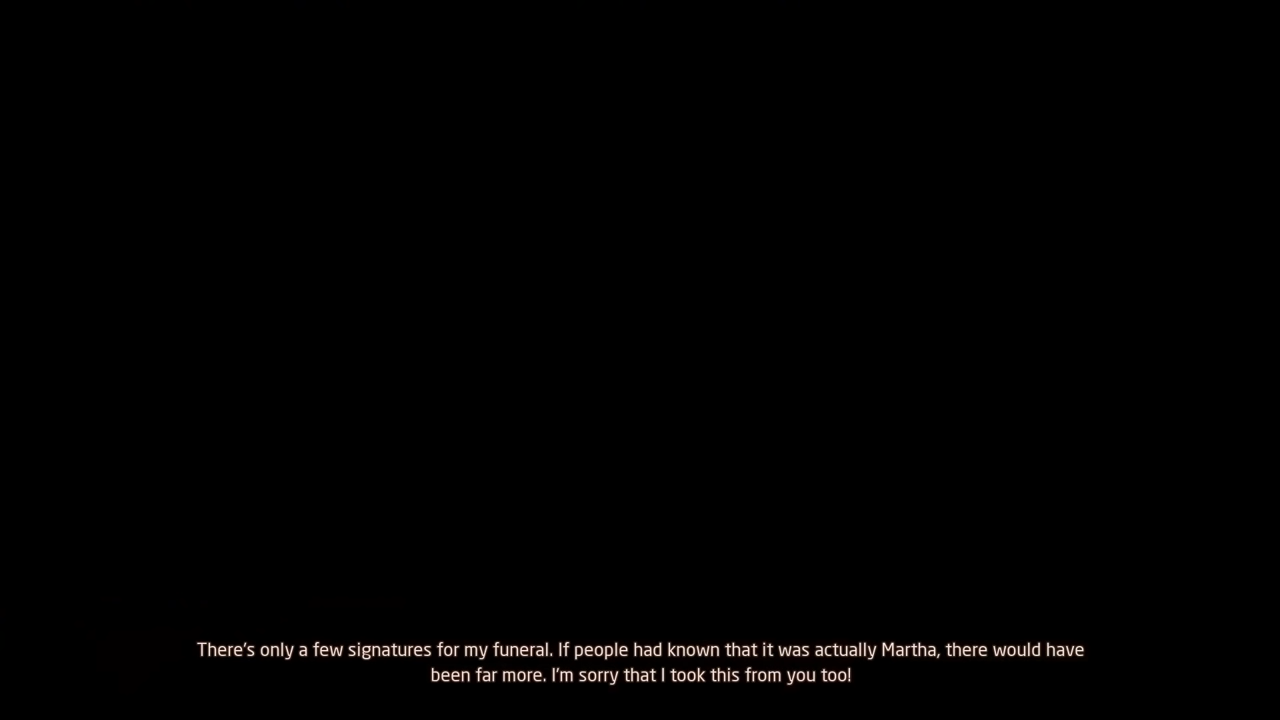 There's only a few signatures for my funeral. If people had known that it was actually Martha, there would have
been far more. I'm sorry that I took this from you too!